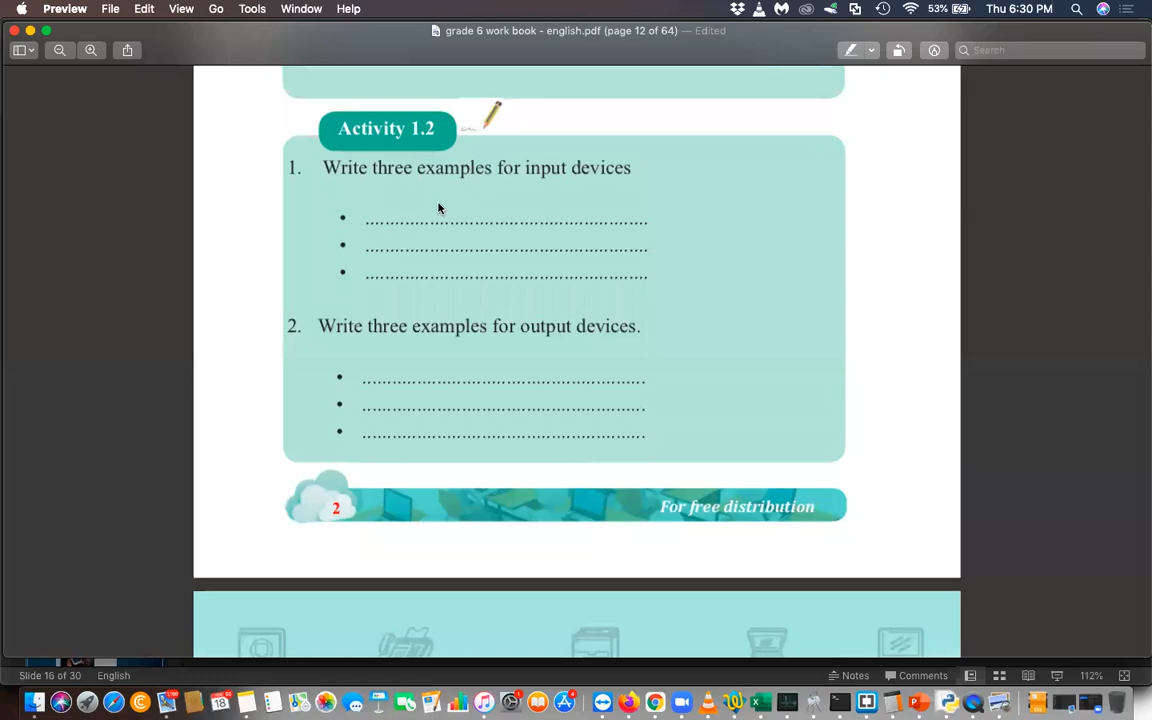 Preview File Edit View Go Tools Window Help 53% Thu 6:30 PM
grade 6 work book - english.pdf (page 12 of 64) — Edited
Search
Activity 1.2
1. Write three examples for input devices
• ..........................................................
• ..........................................................
• ..........................................................
2. Write three examples for output devices.
• ..........................................................
• ..........................................................
• ..........................................................
2 For free distribution
Slide 16 of 30 English Notes Comments 112%
18